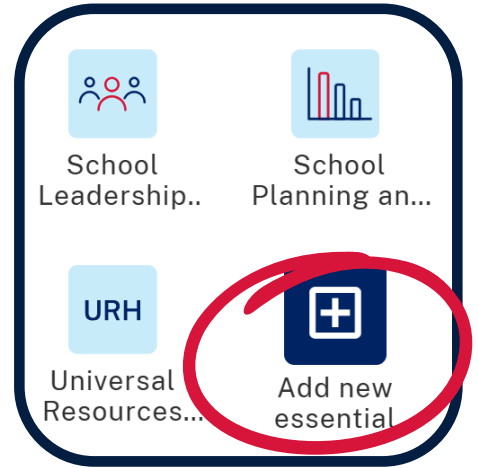 School
Leadership..
School
Planning an...
URH
Universal
Resources...
Add new
essential